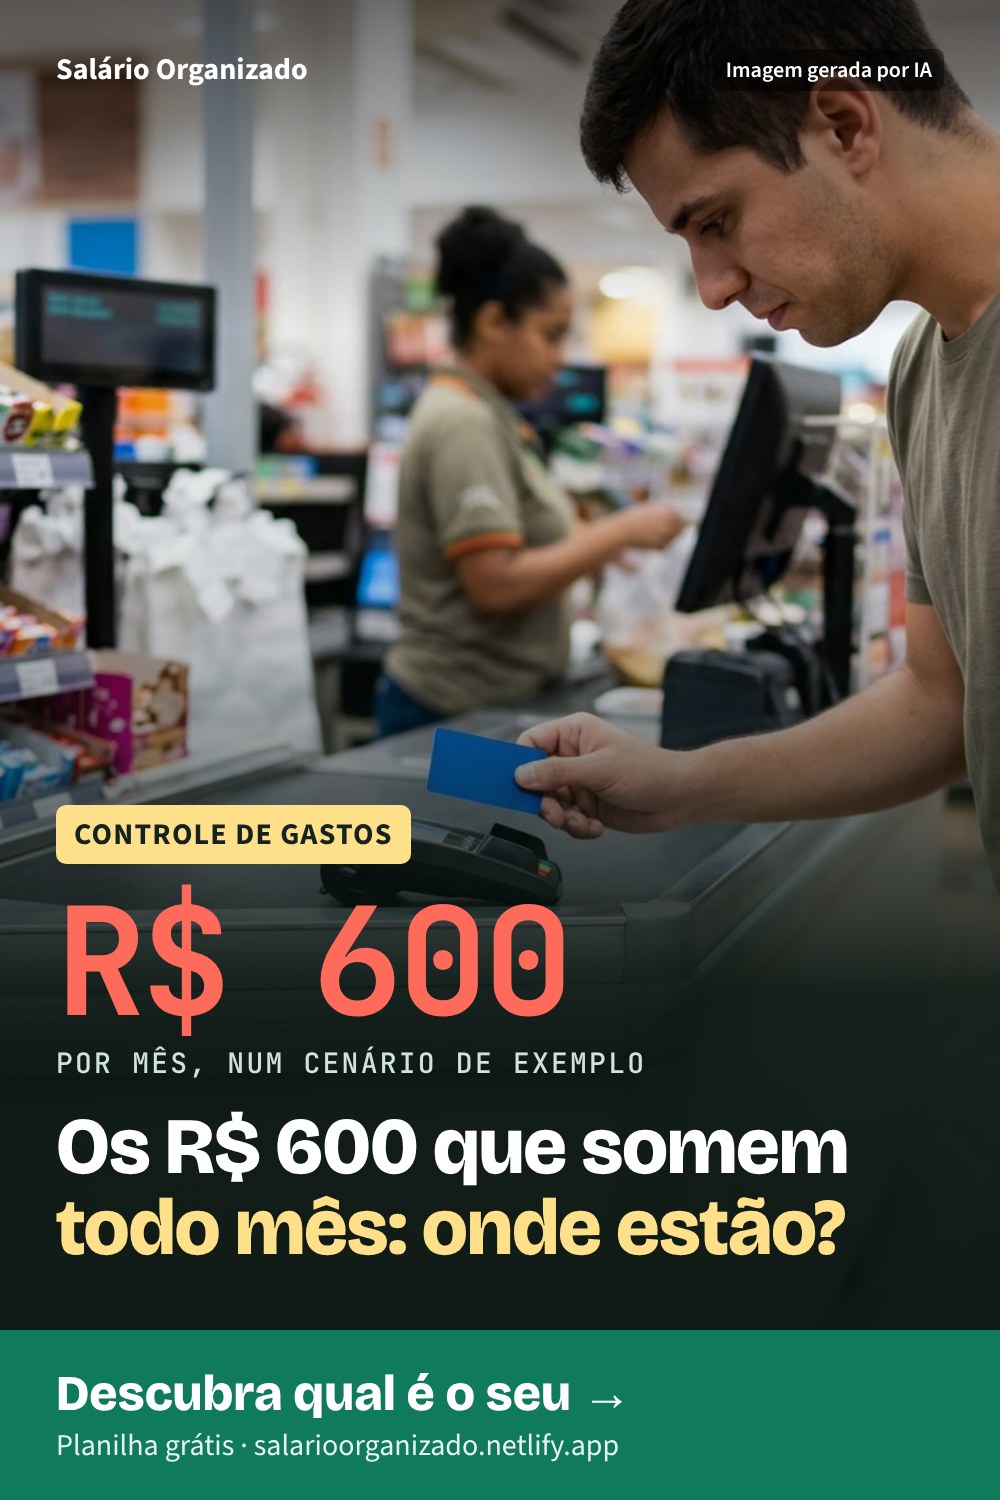 Salário Organizado
Imagem gerada por IA
CONTROLE DE GASTOS
R$ 600
POR MÊS, NUM CENÁRIO DE EXEMPLO
Os R$ 600 que somem
todo mês: onde estão?
Descubra qual é o seu →
Planilha grátis · salarioorganizado.netlify.app